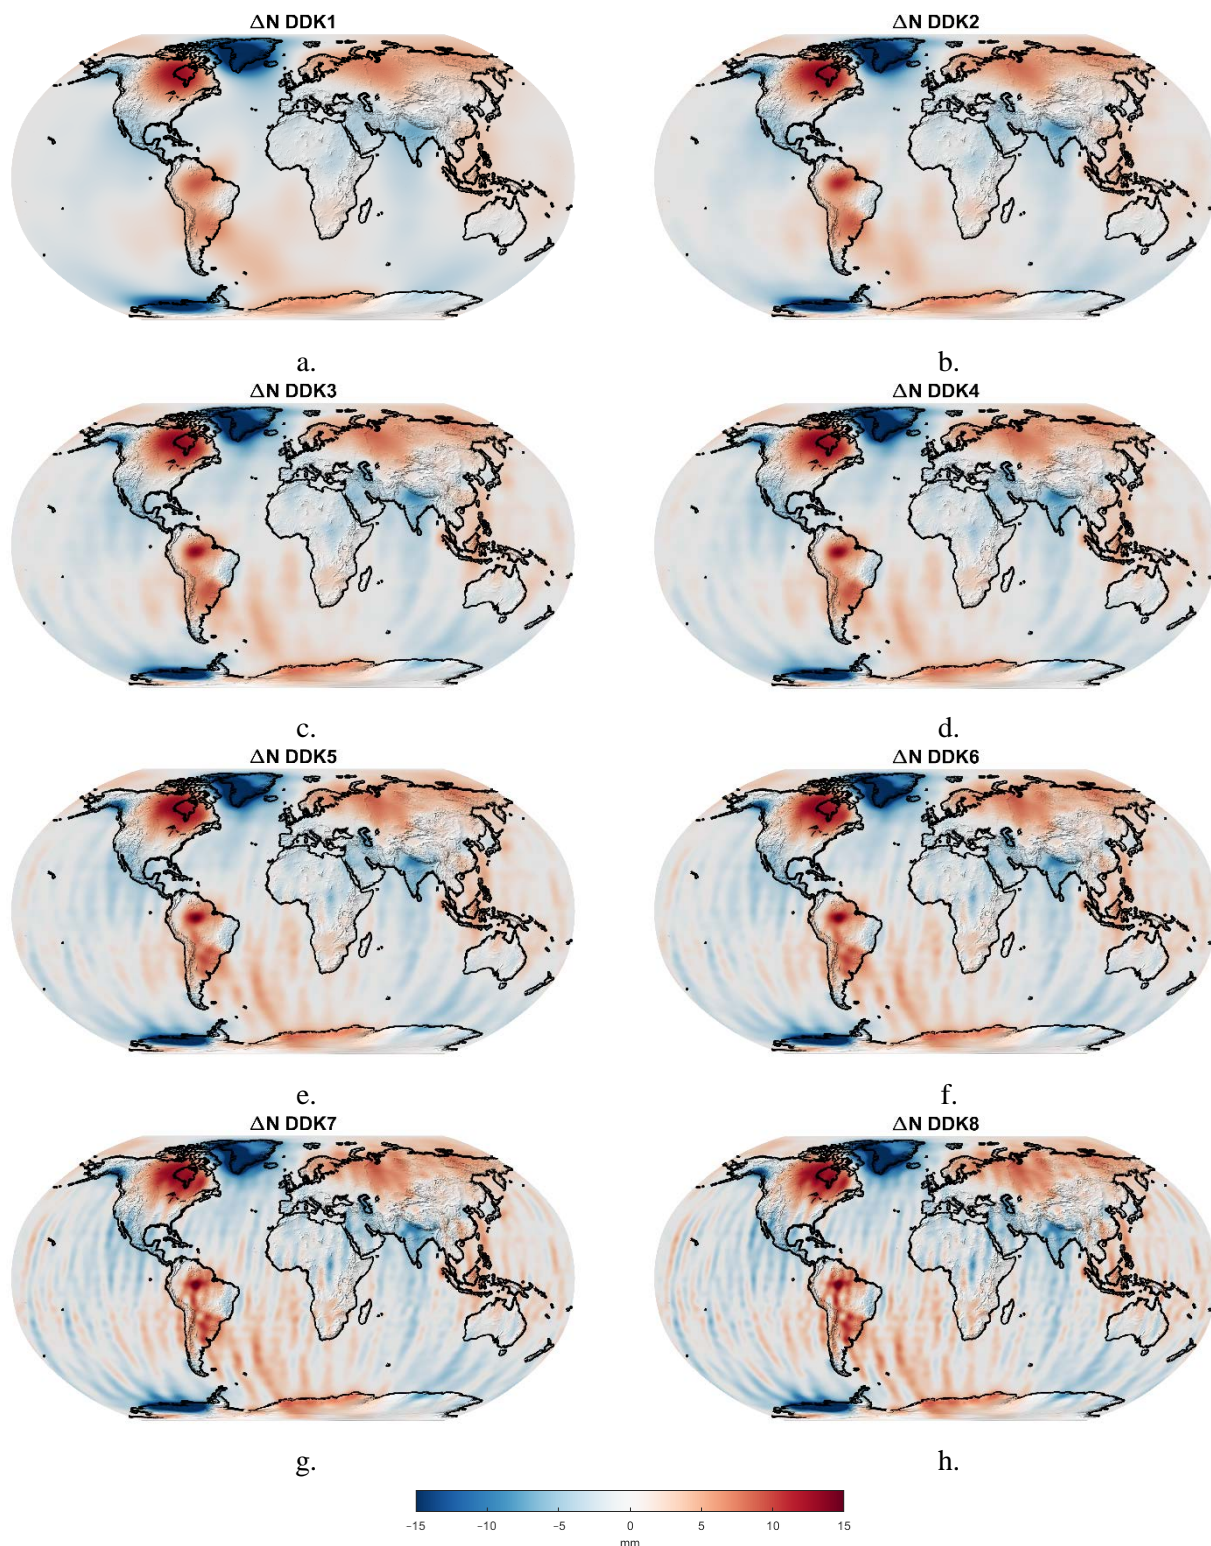 ΔN DDK1
ΔN DDK2
a.
b.
ΔN DDK3
ΔN DDK4
c.
d.
ΔN DDK5
ΔN DDK6
e.
f.
ΔN DDK7
ΔN DDK8
g.
h.
−15 −10 −5 0 5 10 15
mm